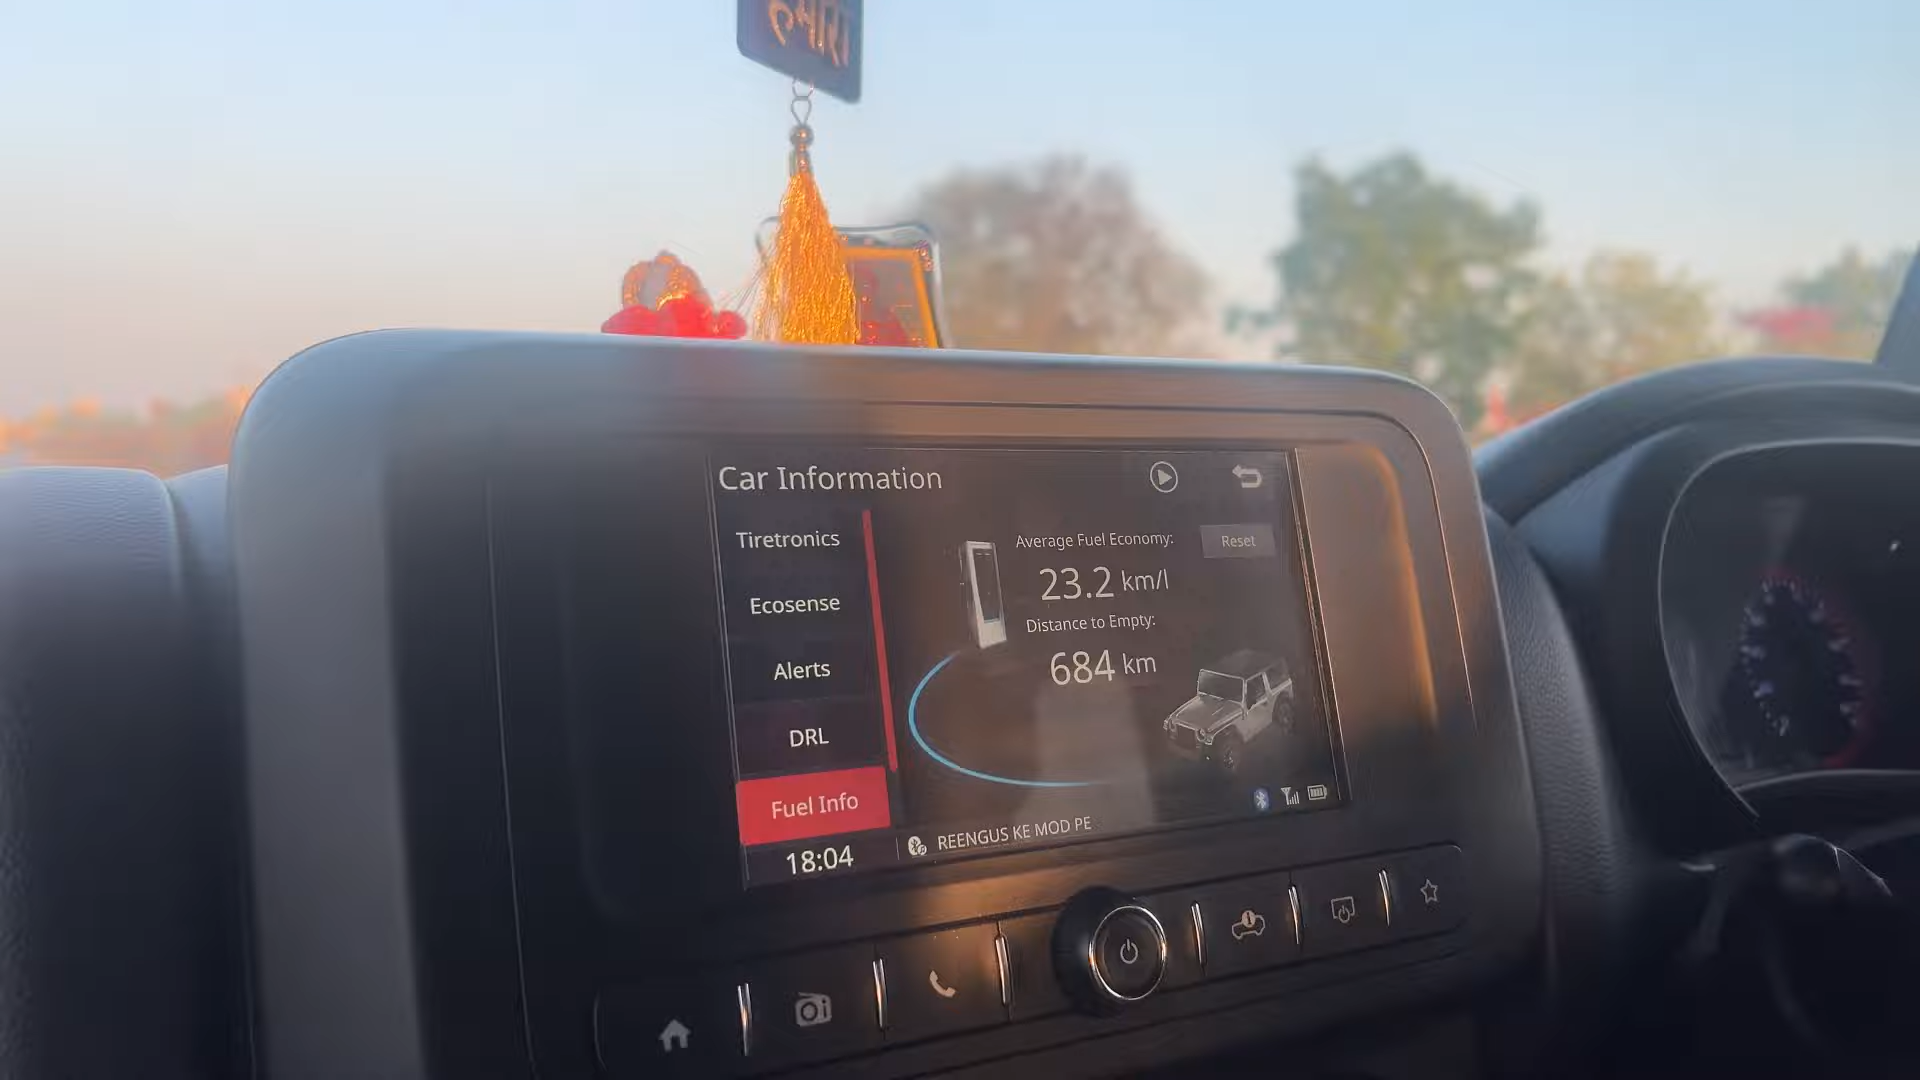 Car Information
Tiretronics
Ecosense
Alerts
DRL
Fuel Info
Average Fuel Economy:
Reset
23.2 km/l
Distance to Empty:
684 km
18:04
REENGUS KE MOD PE